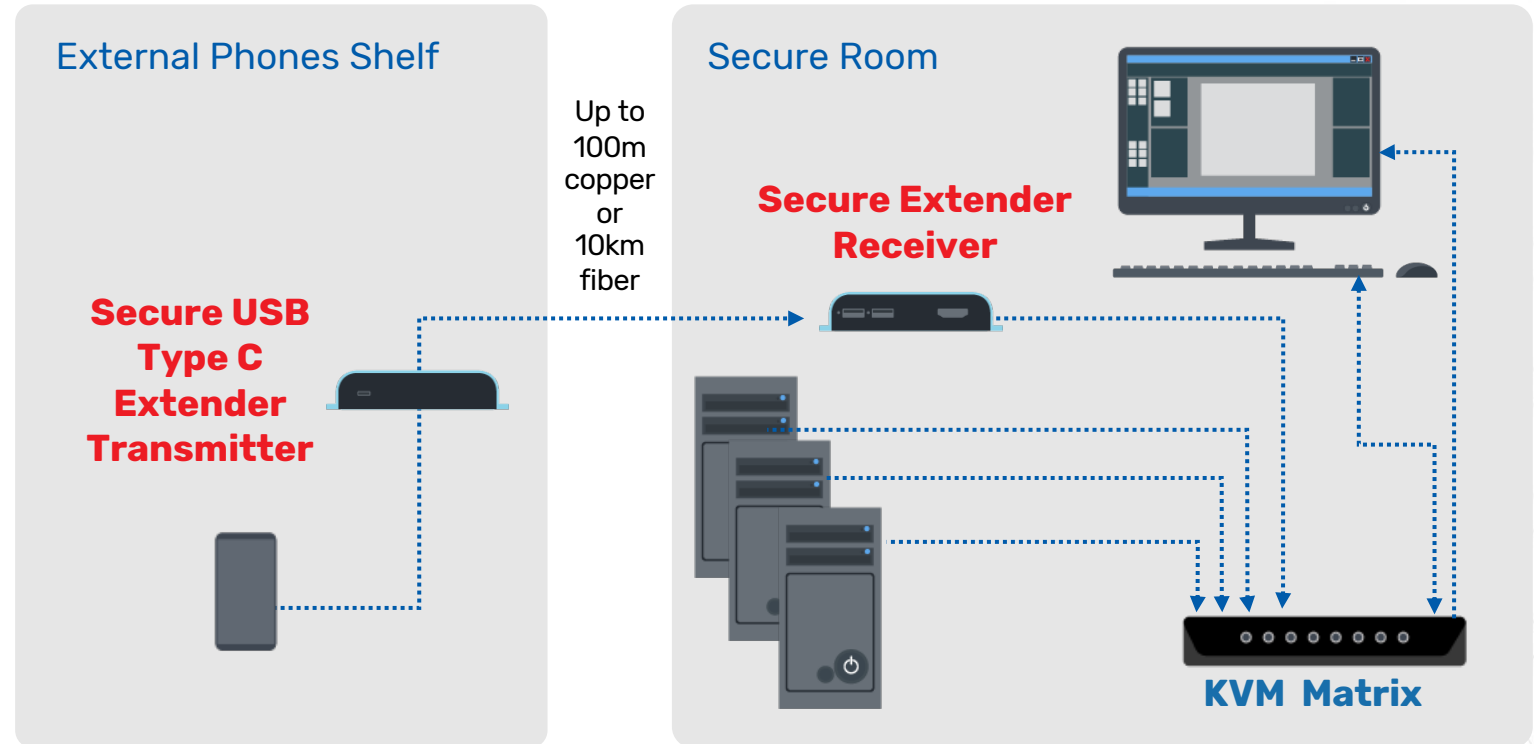 External Phones Shelf
Secure Room
Up to
100m
copper
or
10km
fiber
Secure Extender
Receiver
Secure USB
Type C
Extender
Transmitter
KVM Matrix